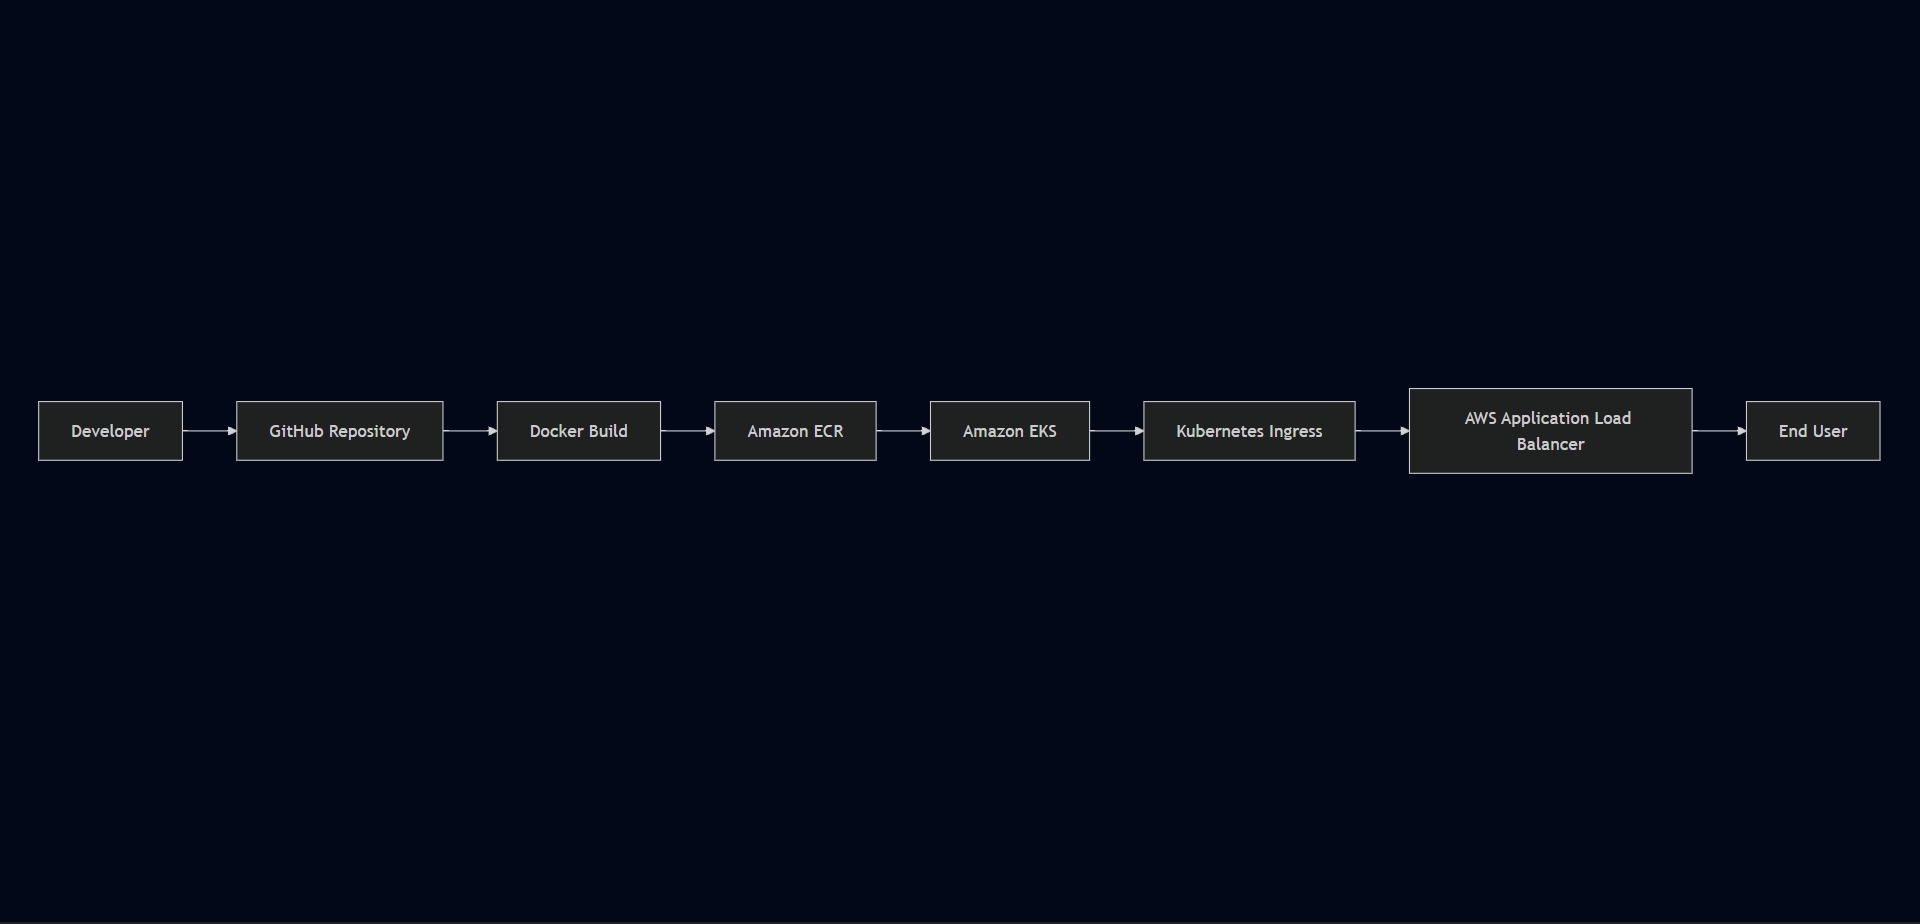 Developer
GitHub Repository
Docker Build
Amazon ECR
Amazon EKS
Kubernetes Ingress
AWS Application Load
Balancer
End User